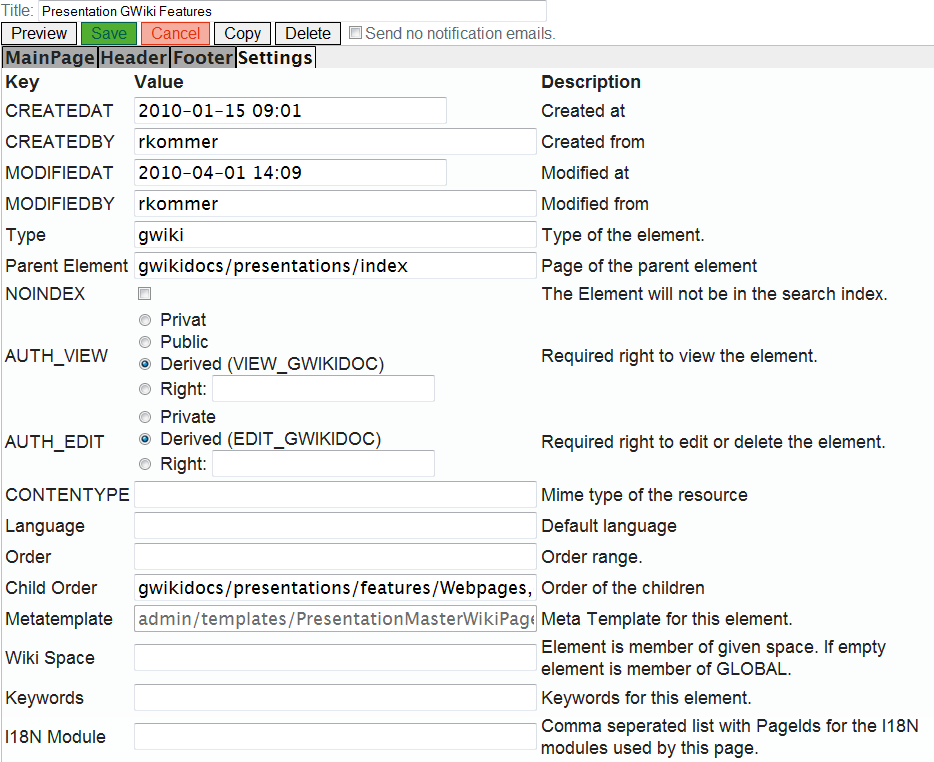 Title: Presentation GWiki Features
Preview Save Cancel Copy Delete Send no notification emails.
MainPage Header Footer Settings
Key Value Description
CREATEDAT 2010-01-15 09:01 Created at
CREATEDBY rkommer Created from
MODIFIEDAT 2010-04-01 14:09 Modified at
MODIFIEDBY rkommer Modified from
Type gwiki Type of the element.
Parent Element gwikidocs/presentations/index Page of the parent element
NOINDEX The Element will not be in the search index.
Privat
Public
AUTH_VIEW Derived (VIEW_GWIKIDOC) Required right to view the element.
Right:
Private
AUTH_EDIT Derived (EDIT_GWIKIDOC) Required right to edit or delete the element.
Right:
CONTENTYPE Mime type of the resource
Language Default language
Order Order range.
Child Order gwikidocs/presentations/features/Webpages, Order of the children
Metatemplate admin/templates/PresentationMasterWikiPage Meta Template for this element.
Wiki Space Element is member of given space. If empty
element is member of GLOBAL.
Keywords Keywords for this element.
I18N Module Comma seperated list with PageIds for the I18N
modules used by this page.